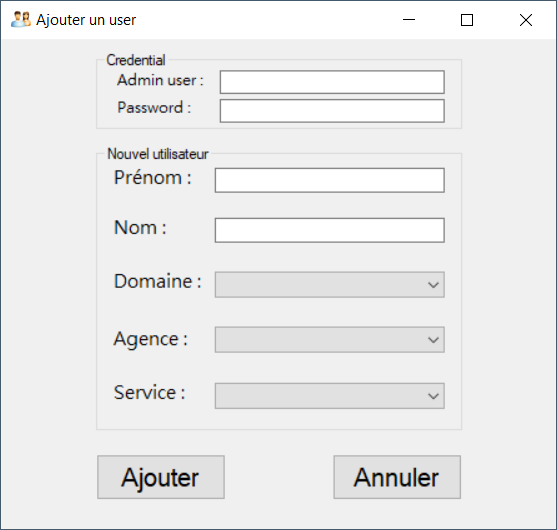 Ajouter un user
Credential
Admin user :
Password :
Nouvel utilisateur
Prénom :
Nom :
Domaine :
Agence :
Service :
Ajouter Annuler